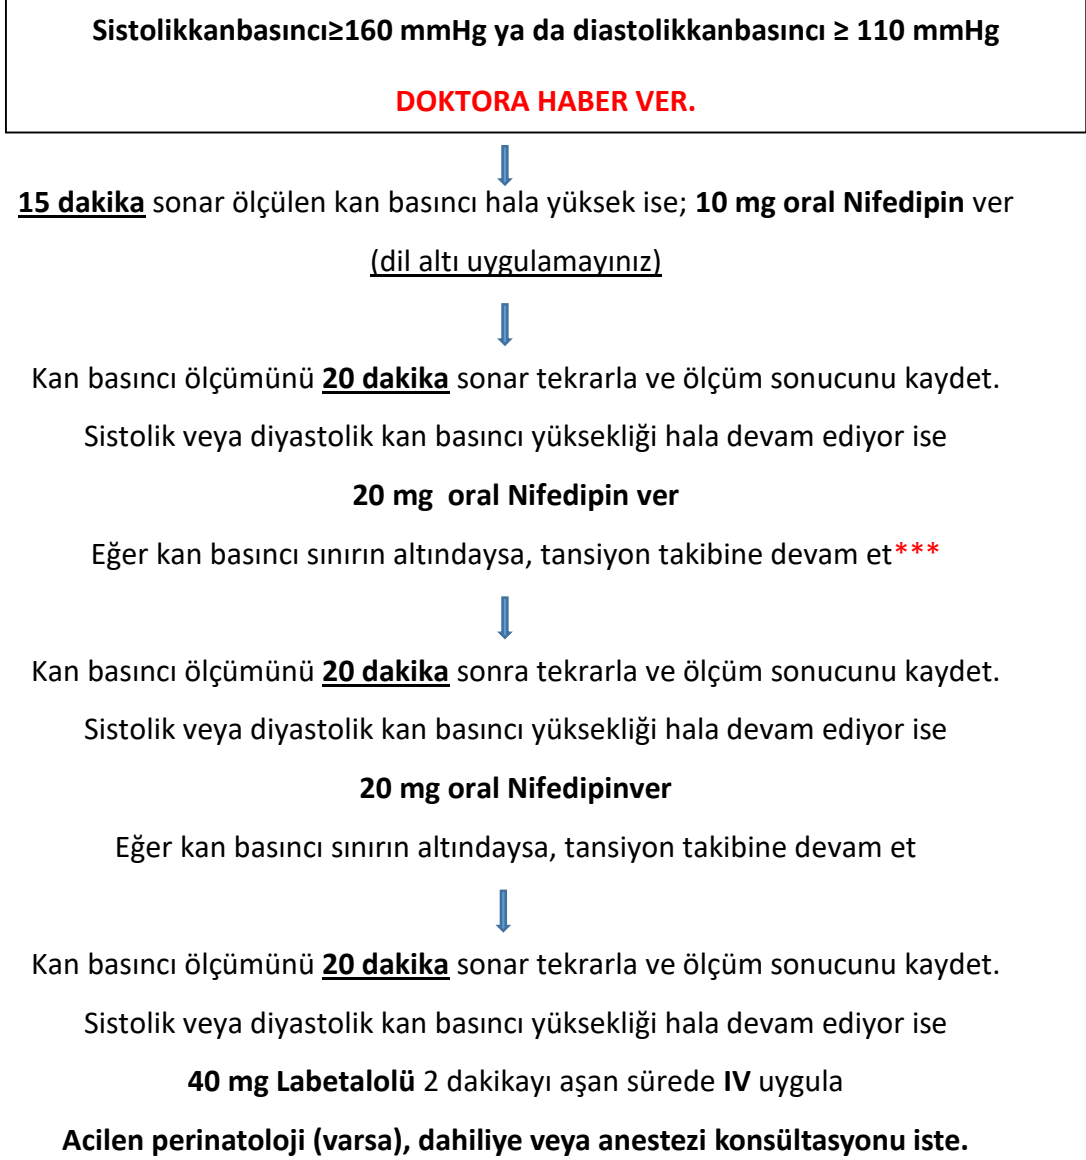 Sistolikkanbasıncı≥160 mmHg ya da diastolikkanbasıncı ≥ 110 mmHg
DOKTORA HABER VER.
15 dakika sonar ölçülen kan basıncı hala yüksek ise; 10 mg oral Nifedipin ver
(dil altı uygulamayınız)
Kan basıncı ölçümünü 20 dakika sonar tekrarla ve ölçüm sonucunu kaydet.
Sistolik veya diyastolik kan basıncı yüksekliği hala devam ediyor ise
20 mg  oral Nifedipin ver
Eğer kan basıncı sınırın altındaysa, tansiyon takibine devam et***
Kan basıncı ölçümünü 20 dakika sonra tekrarla ve ölçüm sonucunu kaydet.
Sistolik veya diyastolik kan basıncı yüksekliği hala devam ediyor ise
20 mg oral Nifedipinver
Eğer kan basıncı sınırın altındaysa, tansiyon takibine devam et
Kan basıncı ölçümünü 20 dakika sonar tekrarla ve ölçüm sonucunu kaydet.
Sistolik veya diyastolik kan basıncı yüksekliği hala devam ediyor ise
40 mg Labetalolü 2 dakikayı aşan sürede IV uygula
Acilen perinatoloji (varsa), dahiliye veya anestezi konsültasyonu iste.